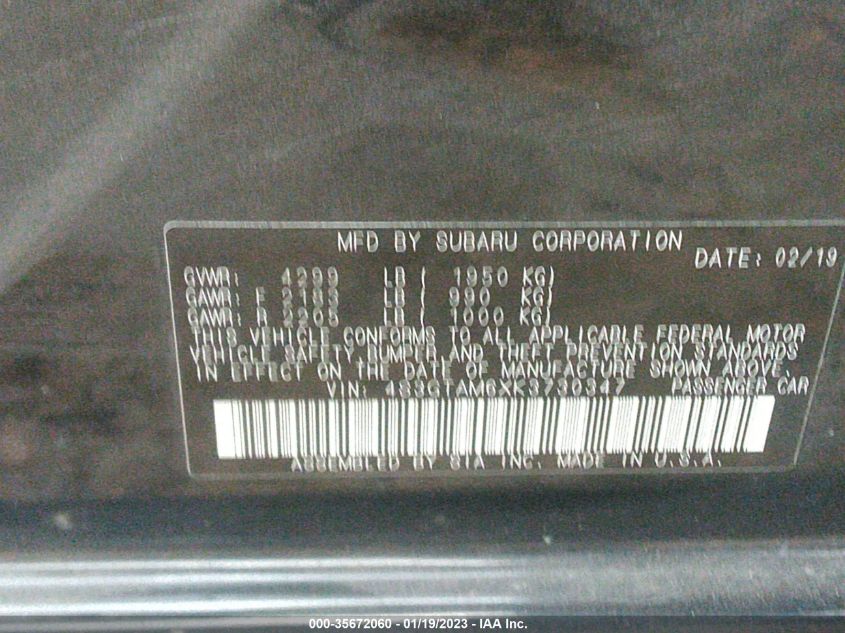 MFD BY SUBARU CORPORATION
DATE: 02/19
GVWR: 4299 LB ( 1950 KG)
GAWR: F 2183 LB ( 990 KG)
GAWR: R 2205 LB ( 1000 KG)
THIS VEHICLE CONFORMS TO ALL APPLICABLE FEDERAL MOTOR
VEHICLE SAFETY, BUMPER, AND THEFT PREVENTION STANDARDS
IN EFFECT ON THE DATE OF MANUFACTURE SHOWN ABOVE.
VIN: 4S3GTAM6XK3730347 PASSENGER CAR
ASSEMBLED BY SIA INC. MADE IN U.S.A.
000-35672060 - 01/19/2023 - IAA Inc.